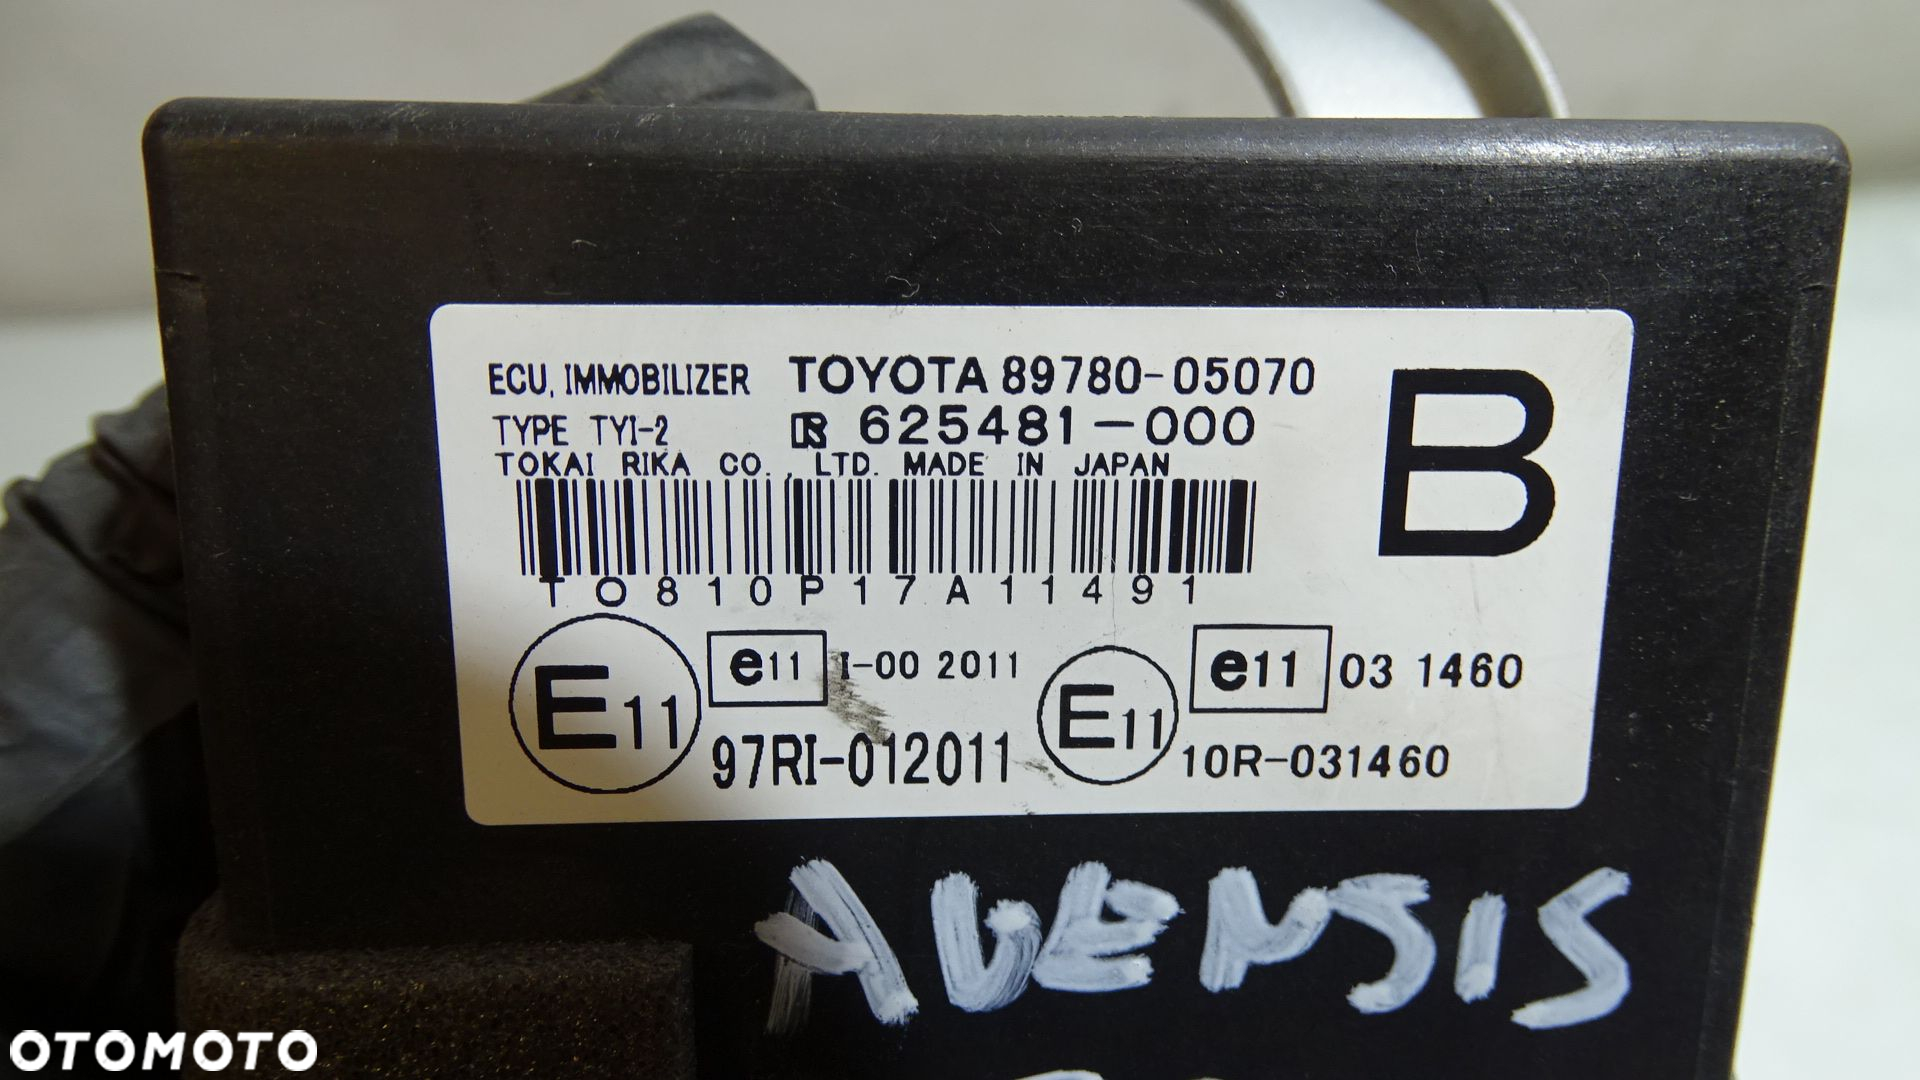 ECU, IMMOBILIZER TOYOTA 89780-05070
TYPE TYI-2 625481-000
B
TOKAI RIKA CO., LTD. MADE IN JAPAN
TO810P17A11491
E11 e11 I-00 2011
97RI-012011
E11 e11 03 1460
10R-031460
AVENSIS
OTOMOTO